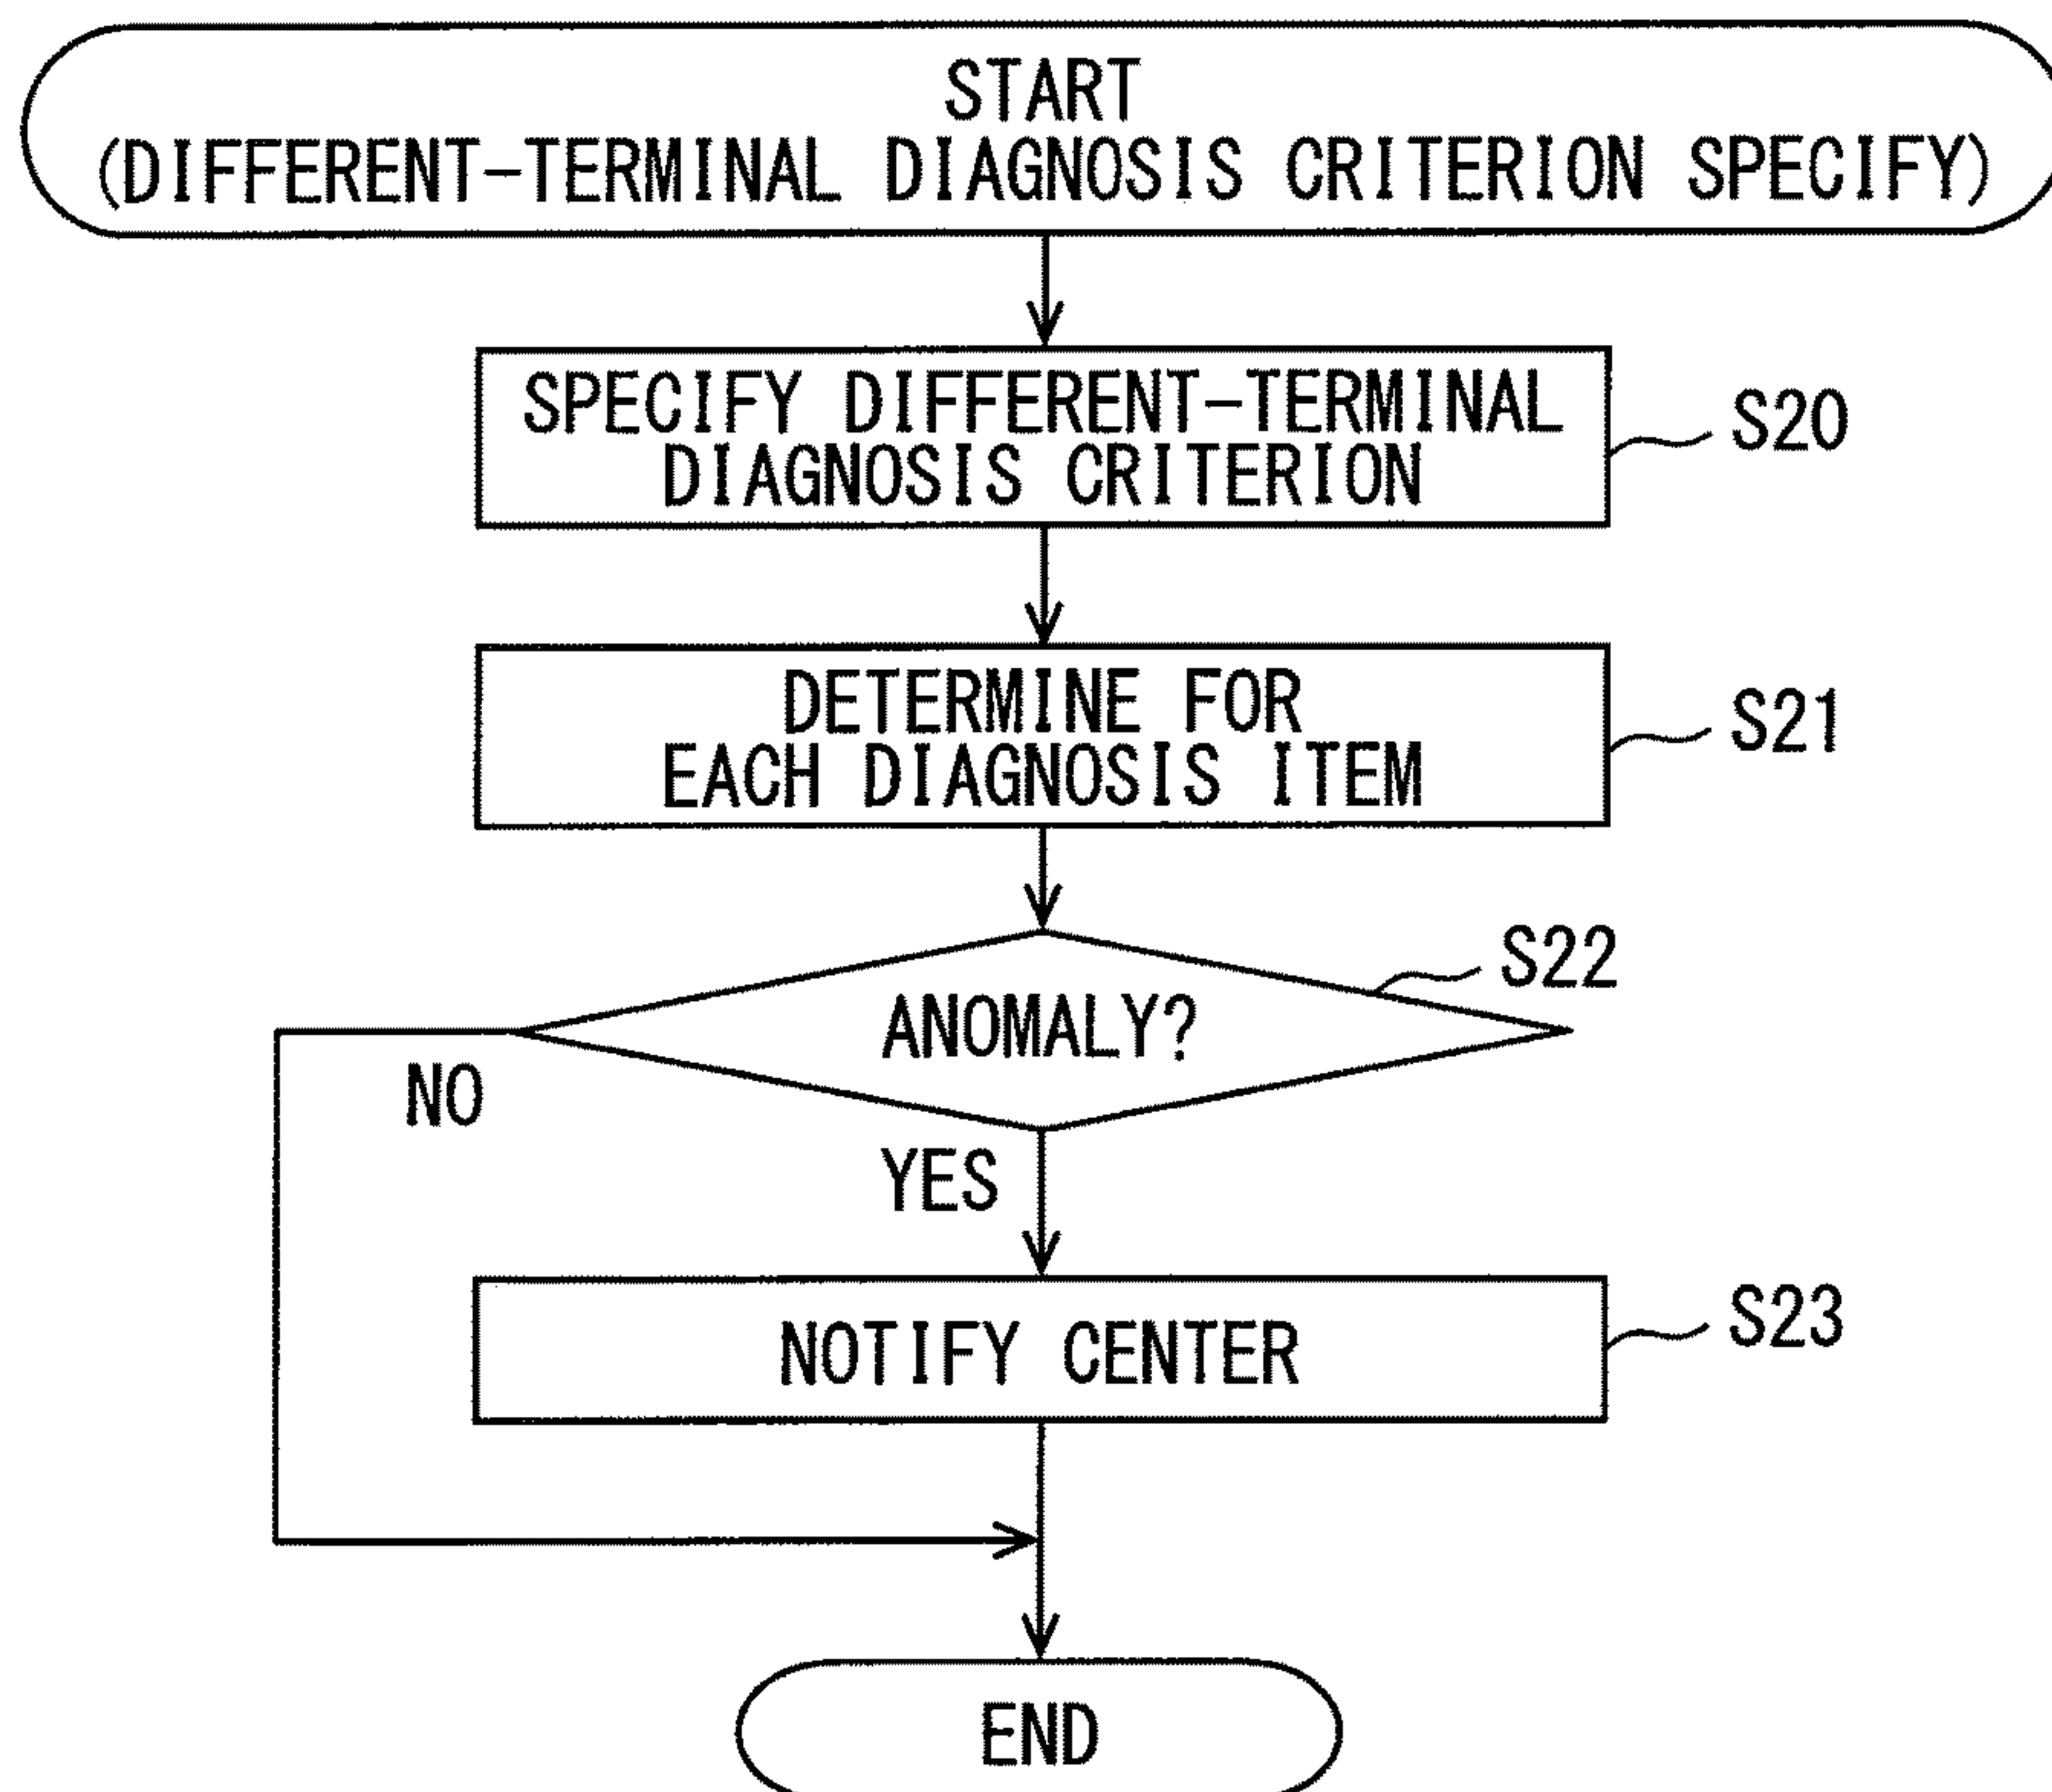 START
(DIFFERENT-TERMINAL DIAGNOSIS CRITERION SPECIFY)
SPECIFY DIFFERENT-TERMINAL
DIAGNOSIS CRITERION
S20
DETERMINE FOR
EACH DIAGNOSIS ITEM
S21
S22
ANOMALY?
NO
YES
NOTIFY CENTER
S23
END